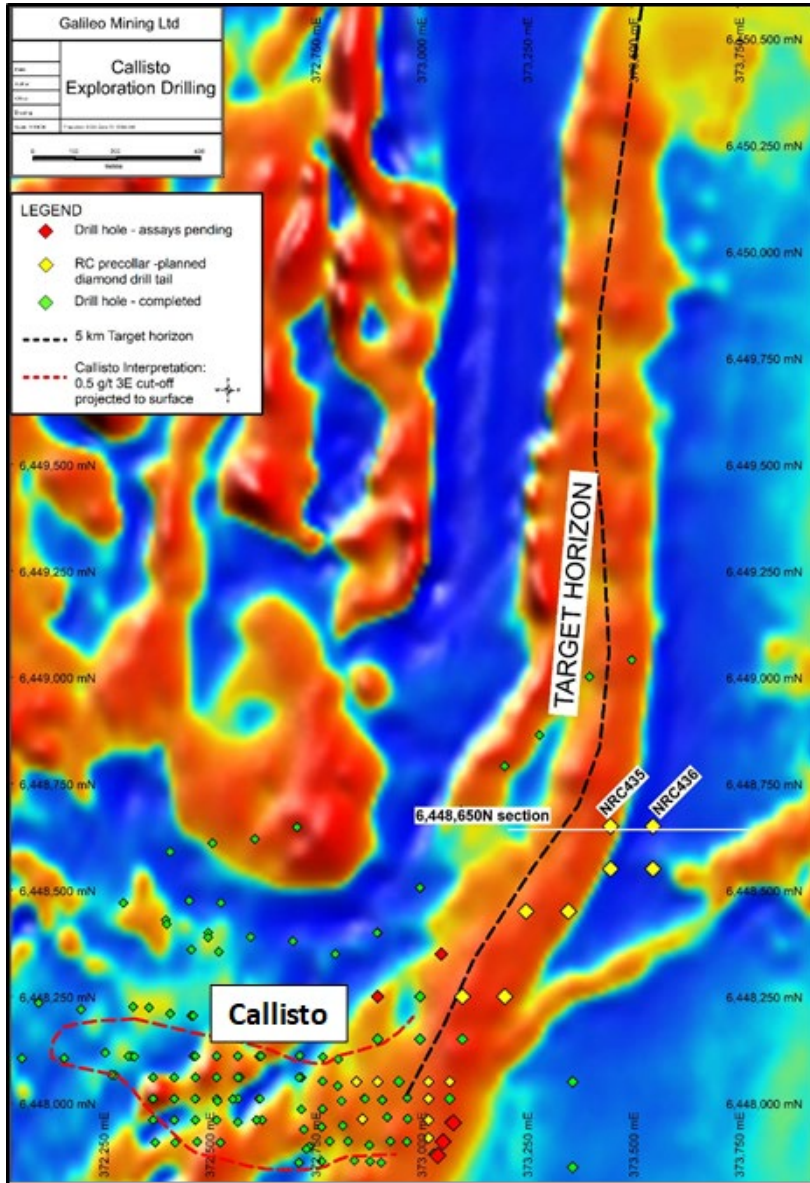 Galileo Mining Ltd
Callisto
Exploration Drilling
LEGEND
Drill hole - assays pending
RC precollar -planned
diamond drill tail
Drill hole - completed
5 km Target horizon
Callisto Interpretation:
0.5 g/t 3E cut-off
projected to surface
372,750 mE
373,000 mE
373,250 mE
373,750 mE
6,450,250 mN
6,450,000 mN
6,449,750 mN
6,449,500 mN
6,449,500 mN
6,449,250 mN
6,449,250 mN
TARGET HORIZON
6,449,000 mN
6,449,000 mN
6,448,750 mN
6,448,750 mN
NRC435
NRC436
6,448,650N section
6,448,500 mN
6,448,500 mN
6,448,250 mN
6,448,250 mN
Callisto
6,448,000 mN
6,448,000 mN
372,250 mE
372,500 mE
372,750 mE
373,000 mE
373,250 mE
373,500 mE
373,750 mE